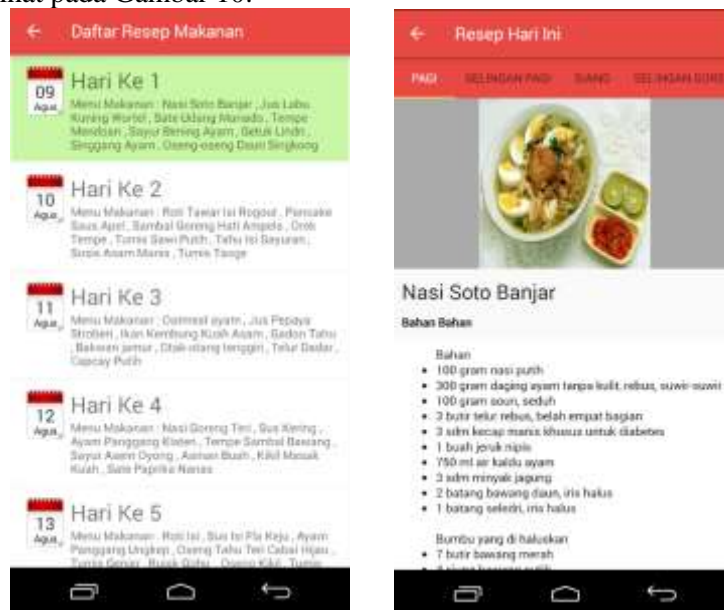 pada Gambar 10.
Daftar Resep Makanan
09
Agus
Hari Ke 1
Menu Makanan : Nasi Soto Banjar , Jus Labu
Kuning Wortel , Sate Udang Manado , Tempe
Mendoan , Sayur Bening Ayam , Getuk Lindri ,
Singgang Ayam , Oseng-oseng Daun Singkong
10
Agus
Hari Ke 2
Menu Makanan : Roti Tawar Isi Rogout , Pancake
Saus Apel , Sambal Goreng Hati Ampela , Orek
Tempe , Tumis Sawi Putih , Tahu Isi Sayuran ,
Asam Manis , Tumis Tauge
11
Agus
Hari Ke 3
Menu Makanan : Oatmeal ayam , Jus Pepaya
Stroberi , Ikan Kembung Kuah Asam , Gadon Tahu
, Bakwan jamur , Otak-otang tenggiri , Telur Dadar ,
Capcay Putih
12
Agus
Hari Ke 4
Menu Makanan : Nasi Goreng Teri , Kering ,
Ayam Panggang Klaten , Tempe Sambal Bawang ,
Sayur Asem Oyong , Asinan Buah , Kikil Masak
Kuah , Sate Paprika Nanas
13
Agus
Hari Ke 5
Menu Makanan : Roti Isi , Isi Fla Keju , Ayam
Panggang Ungkep , Oseng Tahu Teri Cabai Hijau ,
Resep Hari Ini
PAGI SELINGAN PAGI SIANG SELINGAN SORE
Nasi Soto Banjar
Bahan Bahan
Bahan
• 100 gram nasi putih
• 300 gram daging ayam tanpa kulit, rebus, suwir-suwir
• 100 gram soun, seduh
• 3 butir telur rebus, belah empat bagian
• 3 sdm kecap manis khusus untuk diabetes
• 1 buah jeruk nipis
• 750 ml air kaldu ayam
• 3 sdm minyak jagung
• 2 batang bawang daun, iris halus
• 1 batang seledri, iris halus
Bumbu yang di haluskan
• 7 butir bawang merah